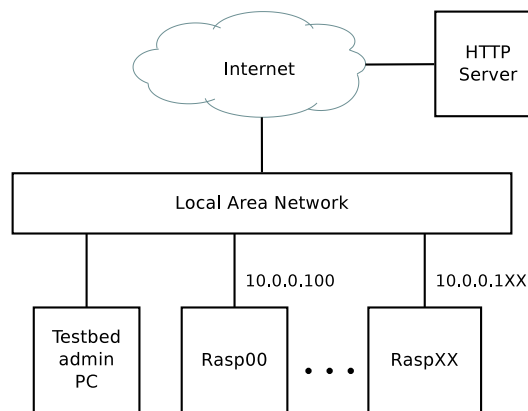 Internet
HTTP
Server
Local Area Network
10.0.0.100
10.0.0.1XX
Testbed
admin
PC
Rasp00
...
RaspXX